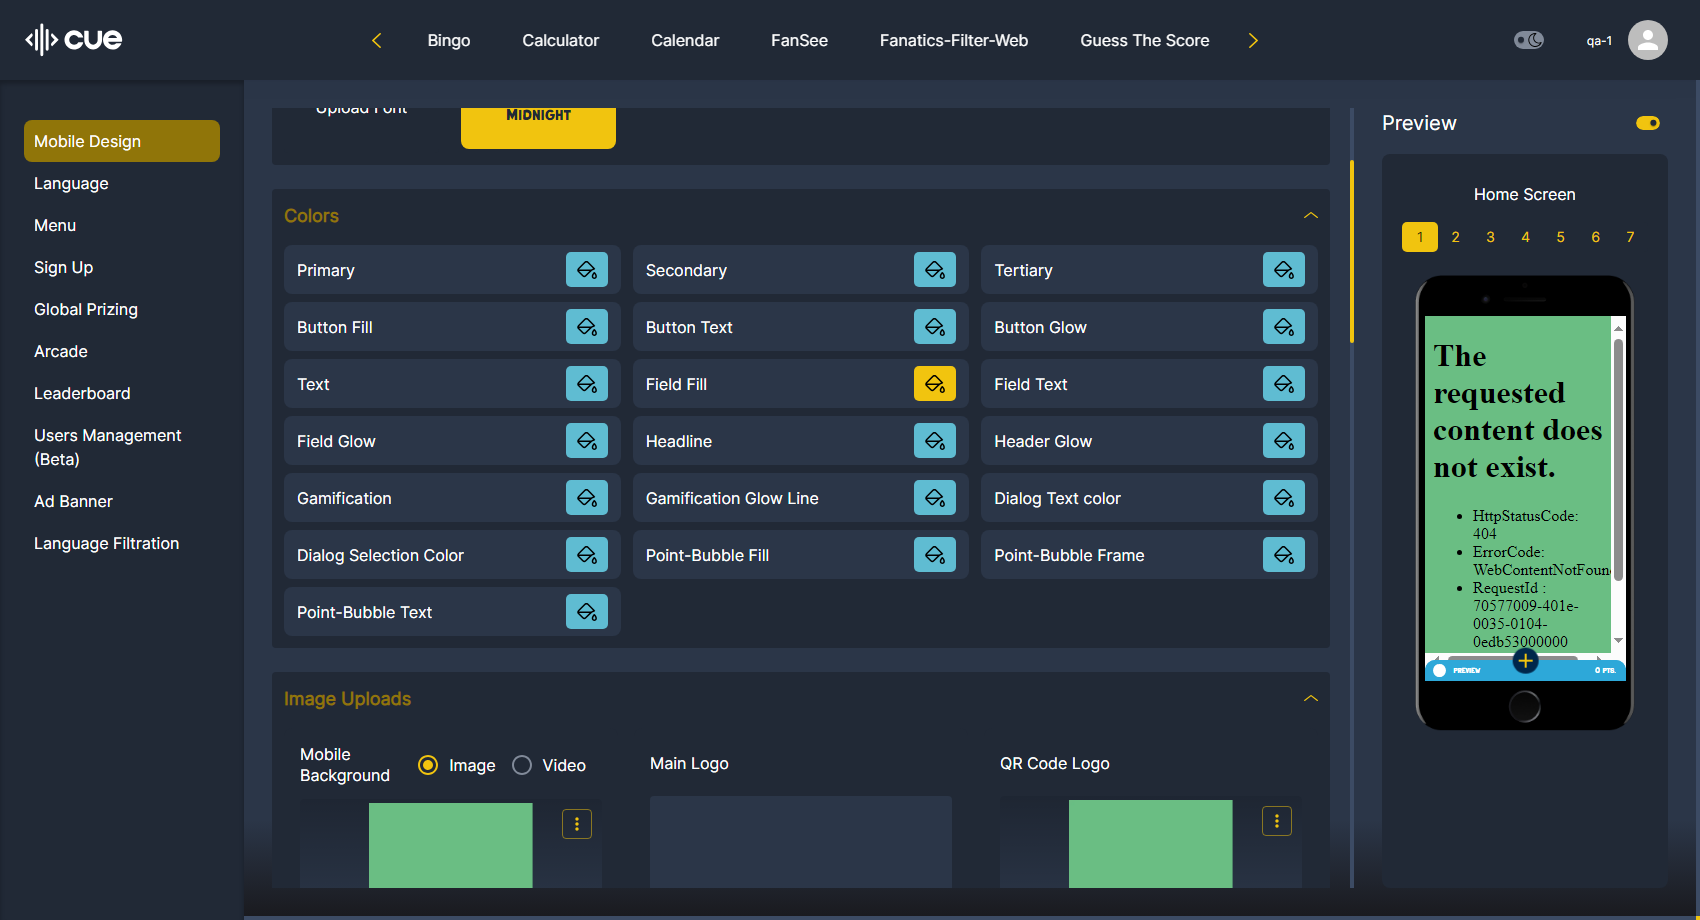 cue
Bingo
Calculator
Calendar
FanSee
Fanatics-Filter-Web
Guess The Score
qa-1
Mobile Design
Language
Menu
Sign Up
Global Prizing
Arcade
Leaderboard
Users Management
(Beta)
Ad Banner
Language Filtration
Upload Font
MIDNIGHT
Colors
Primary
Secondary
Tertiary
Button Fill
Button Text
Button Glow
Text
Field Fill
Field Text
Field Glow
Headline
Header Glow
Gamification
Gamification Glow Line
Dialog Text color
Dialog Selection Color
Point-Bubble Fill
Point-Bubble Frame
Point-Bubble Text
Image Uploads
Mobile
Background
Image
Video
Main Logo
QR Code Logo
Preview
Home Screen
1 2 3 4 5 6 7
The
requested
content does
not exist.
• HttpStatusCode:
404
• ErrorCode:
WebContentNotFoun
• RequestId :
70577009-401e-
0035-0104-
0edb53000000
PREVIEW
0 PTS.